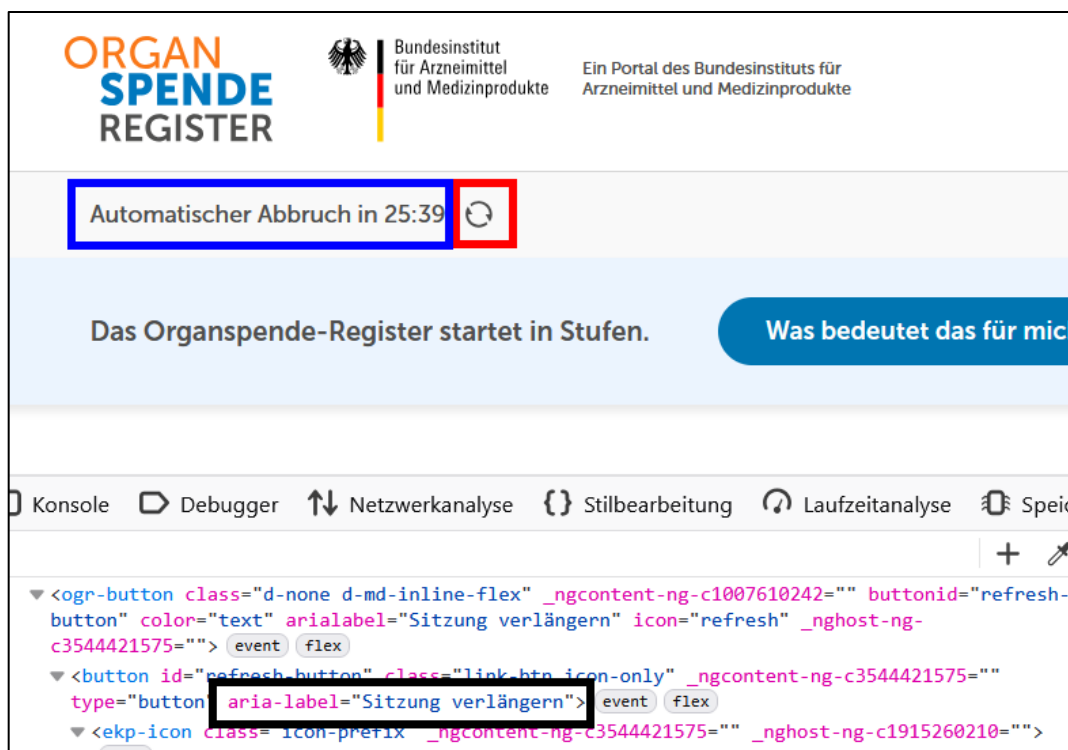 ORGAN
SPENDE
REGISTER
Bundesinstitut
für Arzneimittel
und Medizinprodukte
Ein Portal des Bundesinstituts für
Arzneimittel und Medizinprodukte
Automatischer Abbruch in 25:39
Das Organspende-Register startet in Stufen.
Was bedeutet das für mic
Konsole Debugger Netzwerkanalyse {} Stilbearbeitung Laufzeitanalyse Speic
<ogr-button class="d-none d-md-inline-flex" _ngcontent-ng-c1007610242="" buttonid="refresh-
button" color="text" arialabel="Sitzung verlängern" icon="refresh" _nghost-ng-
c3544421575=""> event flex
<button id="refresh-button" class="link-btn icon-only" _ngcontent-ng-c3544421575=""
type="button" aria-label="Sitzung verlängern"> event flex
<ekp-icon class="icon-prefix" _ngcontent-ng-c3544421575="" _nghost-ng-c1915260210="">